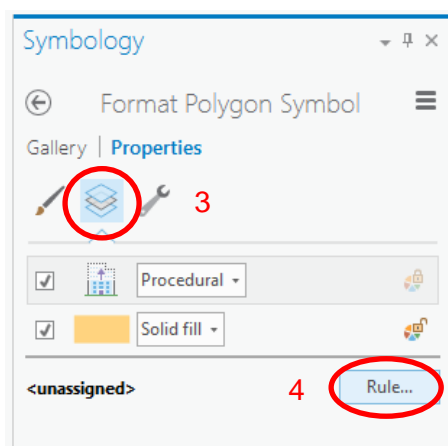 Symbology
Format Polygon Symbol
Gallery | Properties
3
Procedural
Solid fill
<unassigned> 4 Rule...